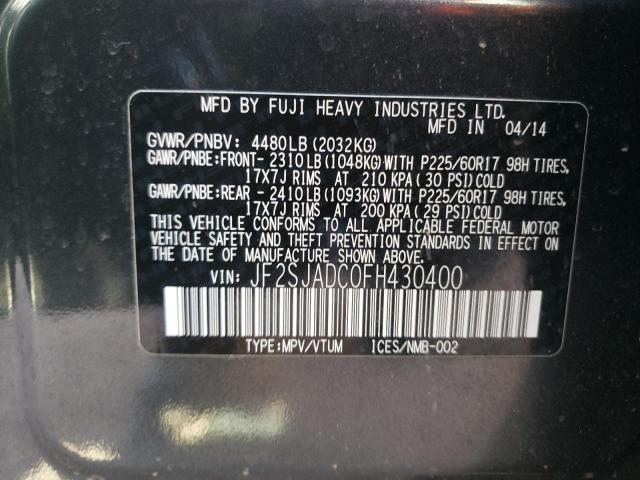 MFD BY FUJI HEAVY INDUSTRIES LTD.
MFD IN 04/14
GVWR/PNBV: 4480LB(2032KG)
GAWR/PNBE:FRONT- 2310LB(1048KG)WITH P225/60R17 98H TIRES,
17X7J RIMS AT 210 KPA(30 PSI)COLD
GAWR/PNBE:REAR - 2410LB(1093KG)WITH P225/60R17 98H TIRES,
17X7J RIMS AT 200 KPA(29 PSI)COLD
THIS VEHICLE CONFORMS TO ALL APPLICABLE FEDERAL MOTOR
VEHICLE SAFETY AND THEFT PREVENTION STANDARDS IN EFFECT ON
THE DATE OF MANUFACTURE SHOWN ABOVE.
VIN: JF2SJADC0FH430400
TYPE:MPV/VTUM ICES/NMB-002